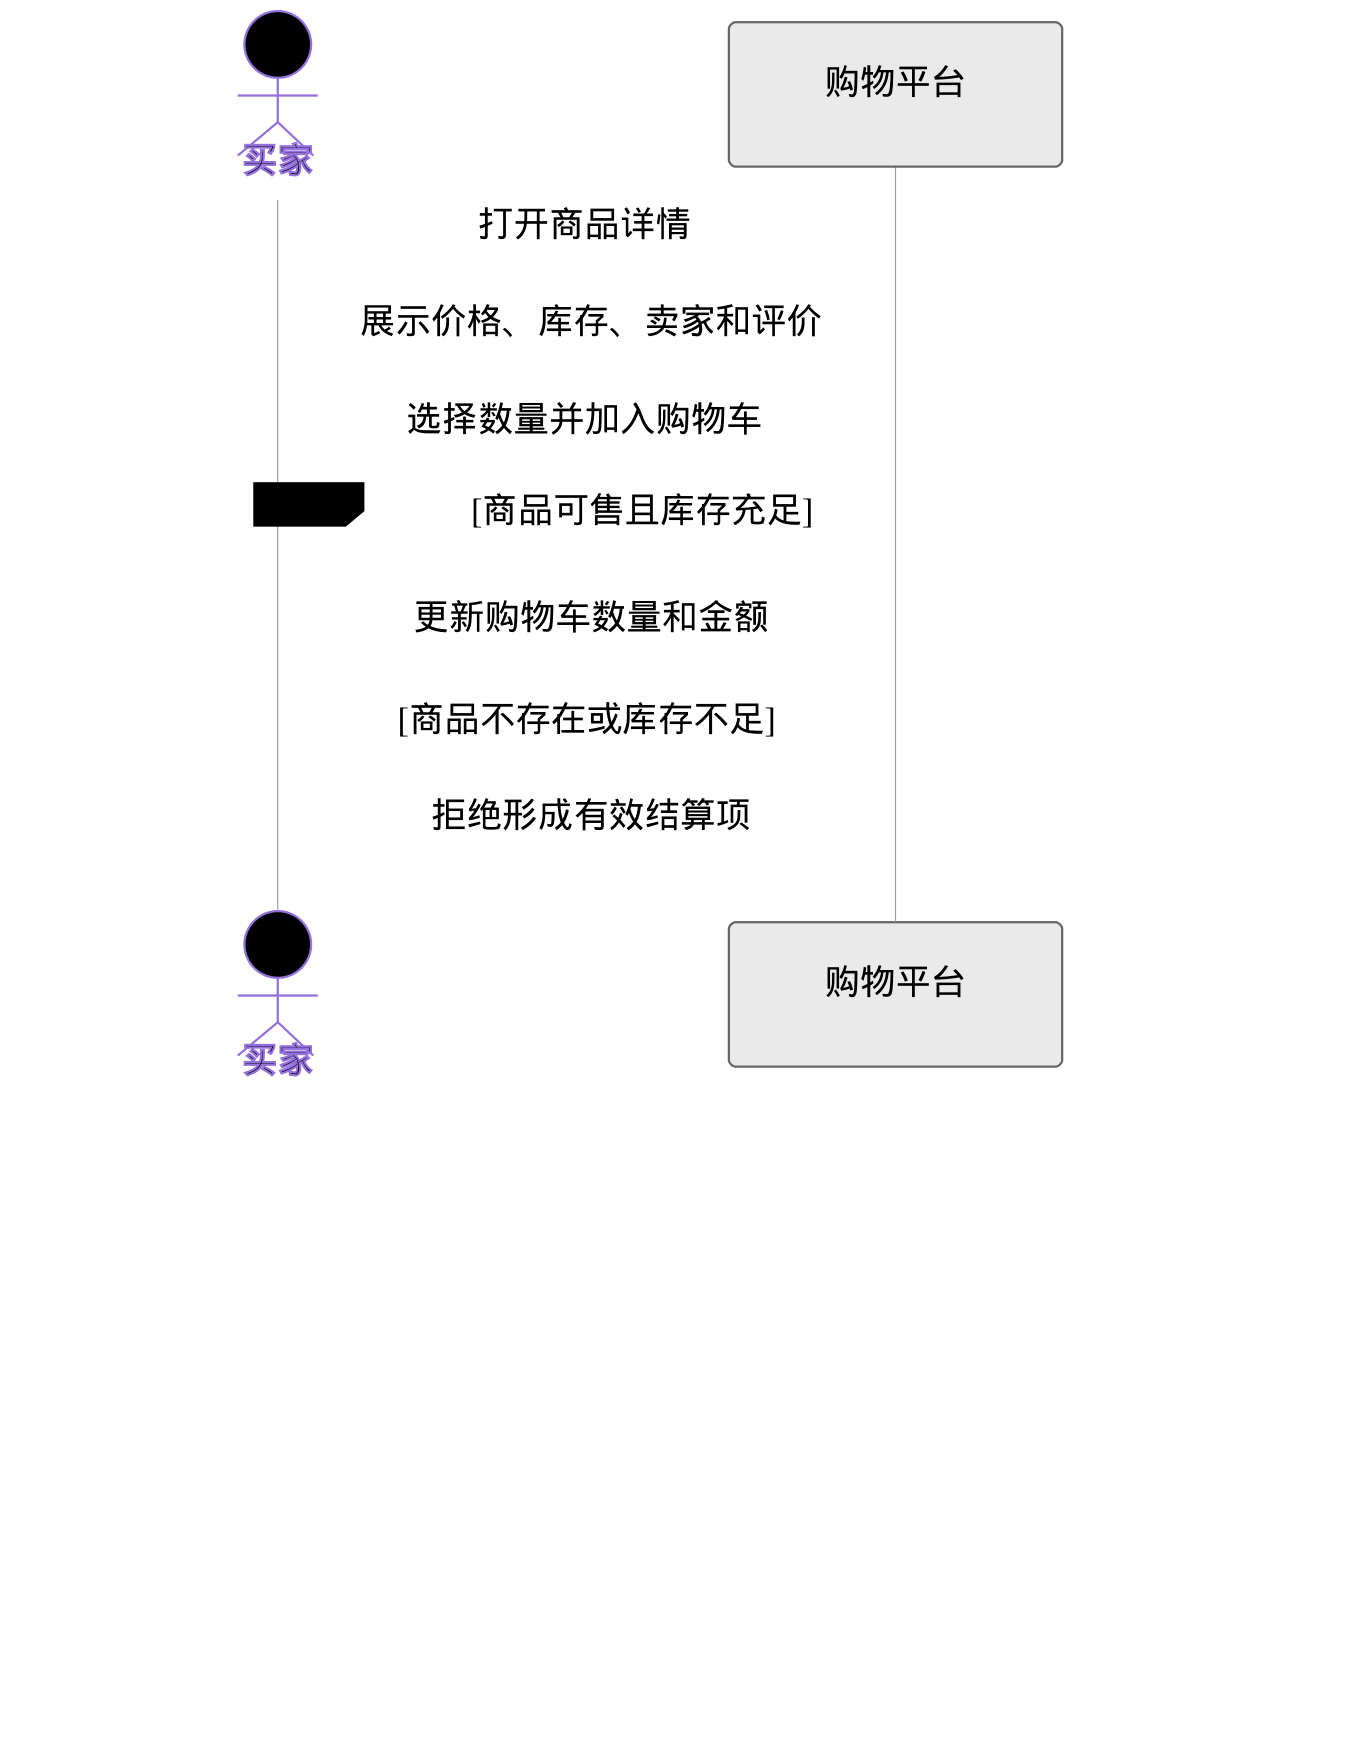 买家
购物平台
打开商品详情
展示价格、库存、卖家和评价
选择数量并加入购物车
[商品可售且库存充足]
更新购物车数量和金额
[商品不存在或库存不足]
拒绝形成有效结算项
买家
购物平台